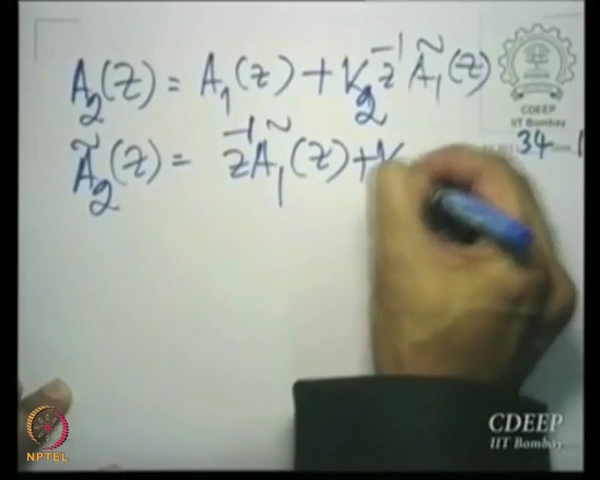 A₂(z) = A₁(z) + K₂ z⁻¹ Ã₁(z)
Ã₂(z) = z⁻¹ Ã₁(z) + K
CDEEP
IIT Bombay
34
CDEEP
IIT Bombay
NPTEL